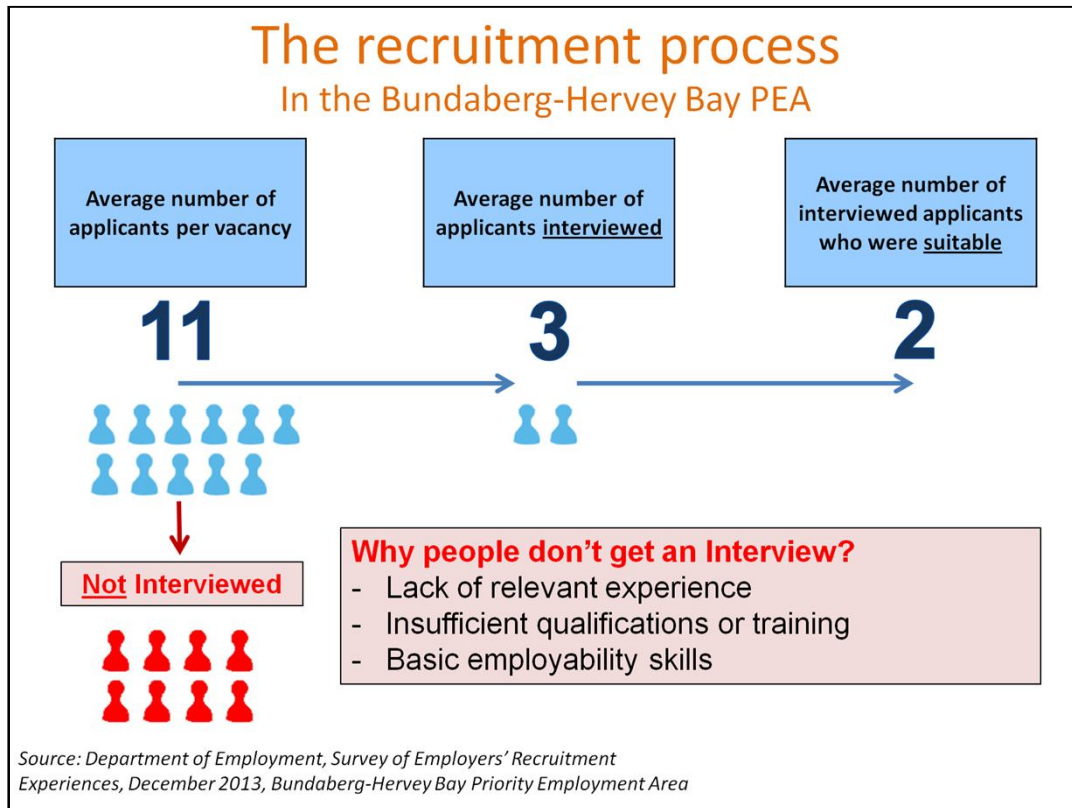 The recruitment process
In the Bundaberg-Hervey Bay PEA
Average number of
applicants per vacancy
Average number of
applicants interviewed
Average number of
interviewed applicants
who were suitable
11
3
2
Not Interviewed
Why people don’t get an Interview?
- Lack of relevant experience
- Insufficient qualifications or training
- Basic employability skills
Source: Department of Employment, Survey of Employers’ Recruitment
Experiences, December 2013, Bundaberg-Hervey Bay Priority Employment Area